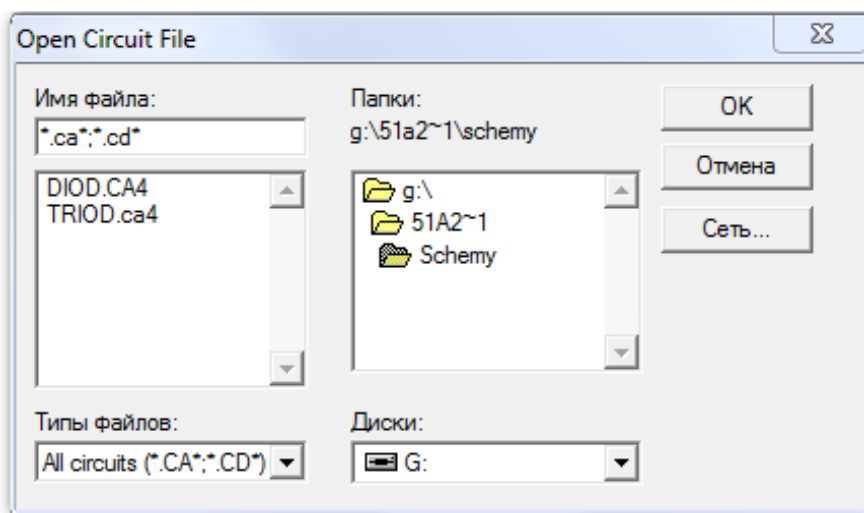 Open Circuit File
Имя файла:
*.ca*;*.cd*
DIOD.CA4
TRIOD.ca4
Типы файлов:
All circuits (*.CA*;*.CD*)
Папки:
g:\51a2~1\schemy
g:\
51A2~1
Schemy
Диски:
G:
OK
Отмена
Сеть...